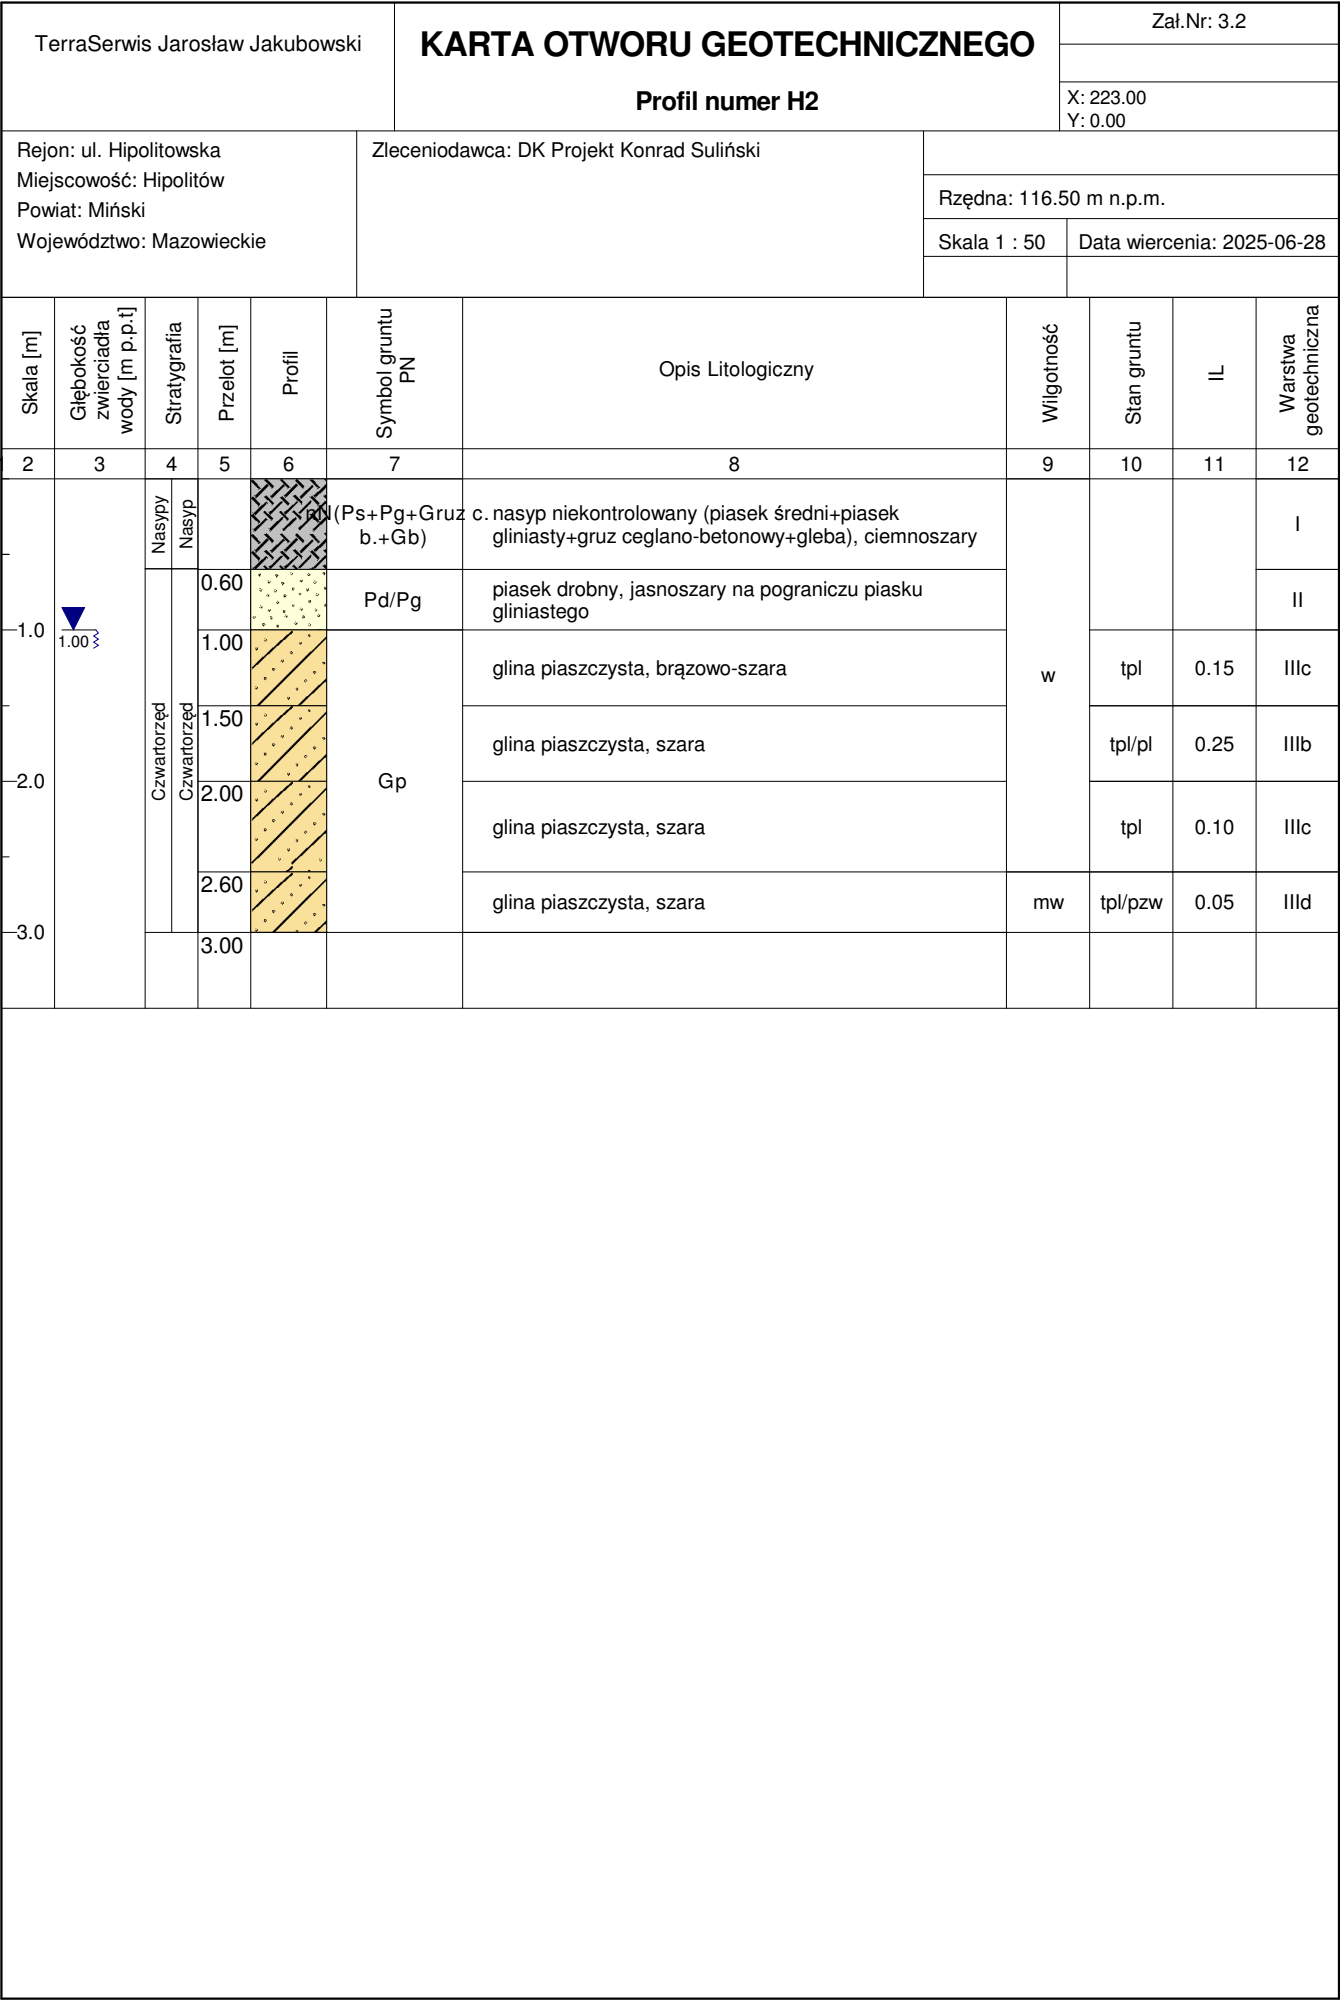 TerraSerwis Jarosław Jakubowski
KARTA OTWORU GEOTECHNICZNEGO
Profil numer H2
Zał.Nr: 3.2
X: 223.00
Y: 0.00
Rejon: ul. Hipolitowska
Miejscowość: Hipolitów
Powiat: Miński
Województwo: Mazowieckie
Zleceniodawca: DK Projekt Konrad Suliński
Rzędna: 116.50 m n.p.m.
Skala 1 : 50
Data wiercenia: 2025-06-28
Skala [m]
Głębokość
zwierciadła
wody [m p.p.t]
Stratygrafia
Przelot [m]
Profil
Symbol gruntu
PN
Opis Litologiczny
Wilgotność
Stan gruntu
IL
Warstwa
geotechniczna
2
3
4
5
6
7
8
9
10
11
12
Nasypy
Nasyp
nN(Ps+Pg+Gruz c.
b.+Gb)
nasyp niekontrolowany (piasek średni+piasek
gliniasty+gruz ceglano-betonowy+gleba), ciemnoszary
I
0.60
Pd/Pg
piasek drobny, jasnoszary na pograniczu piasku
gliniastego
II
1.0
1.00
1.00
glina piaszczysta, brązowo-szara
w
tpl
0.15
IIIc
Czwartorzęd
Czwartorzęd
1.50
glina piaszczysta, szara
tpl/pl
0.25
IIIb
2.0
2.00
Gp
glina piaszczysta, szara
tpl
0.10
IIIc
2.60
glina piaszczysta, szara
mw
tpl/pzw
0.05
IIId
3.0
3.00